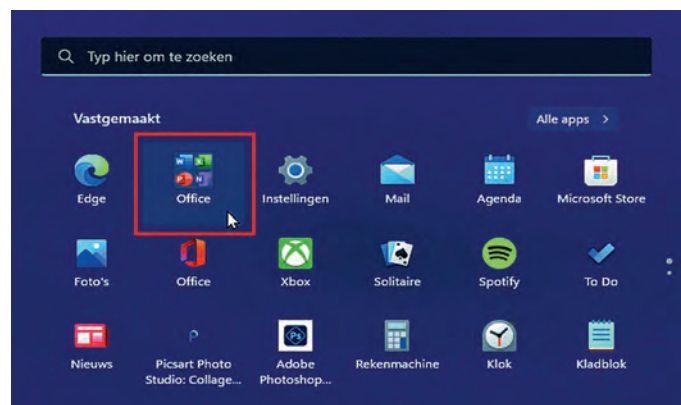 Typ hier om te zoeken
Vastgemaakt
Alle apps >
Edge
Office
Instellingen
Mail
Agenda
Microsoft Store
Foto's
Office
Xbox
Solitaire
Spotify
To Do
Nieuws
Picsart Photo
Studio: Collage...
Adobe
Photoshop...
Rekenmachine
Klok
Kladblok